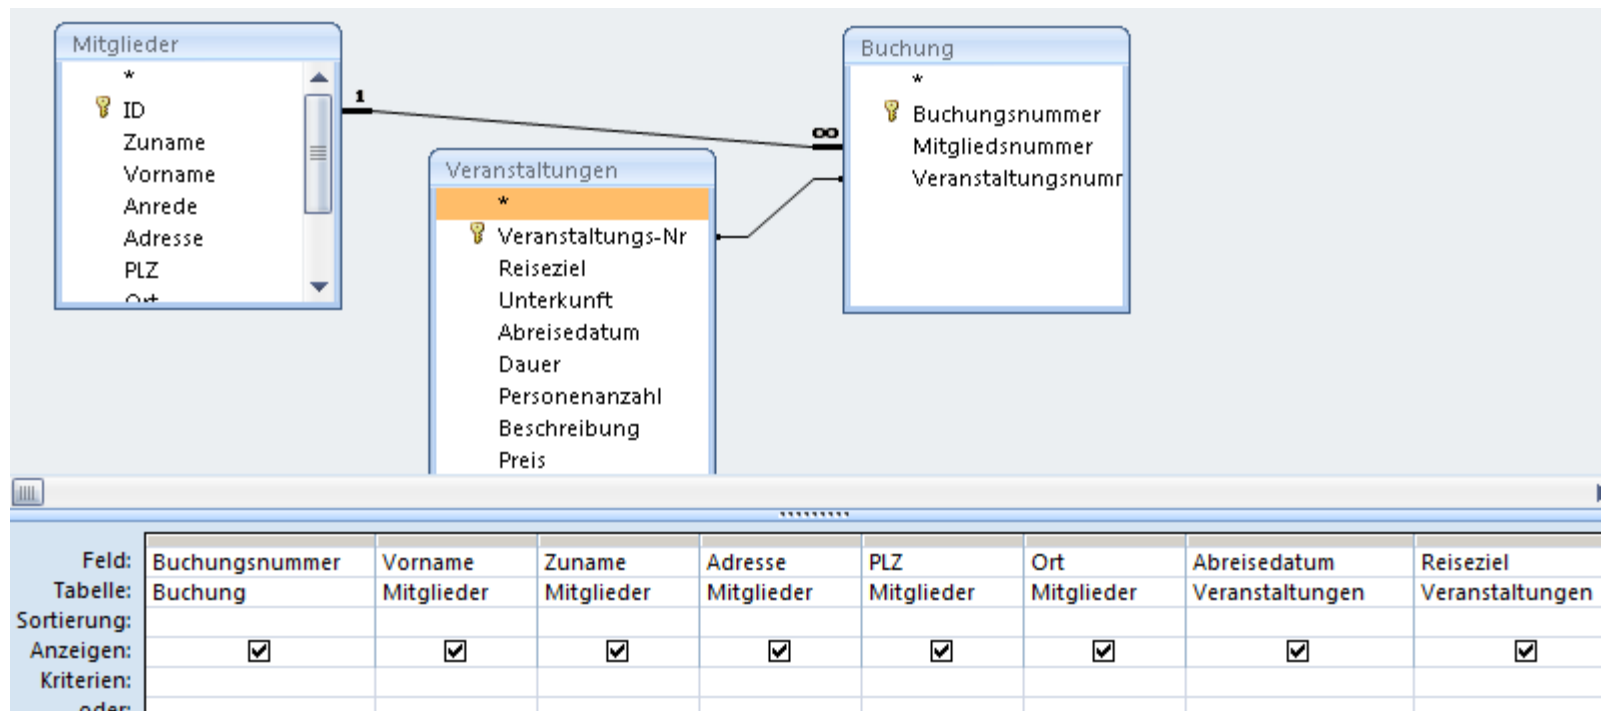 Mitglieder
*
ID
Zuname
Vorname
Anrede
Adresse
PLZ
Ort
1
∞
Veranstaltungen
*
Veranstaltungs-Nr
Reiseziel
Unterkunft
Abreisedatum
Dauer
Personenanzahl
Beschreibung
Preis
Buchung
*
Buchungsnummer
Mitgliedsnummer
Veranstaltungsnumr
Feld: Buchungsnummer Vorname Zuname Adresse PLZ Ort Abreisedatum Reiseziel
Tabelle: Buchung Mitglieder Mitglieder Mitglieder Mitglieder Mitglieder Veranstaltungen Veranstaltungen
Sortierung:
Anzeigen:
Kriterien:
oder: